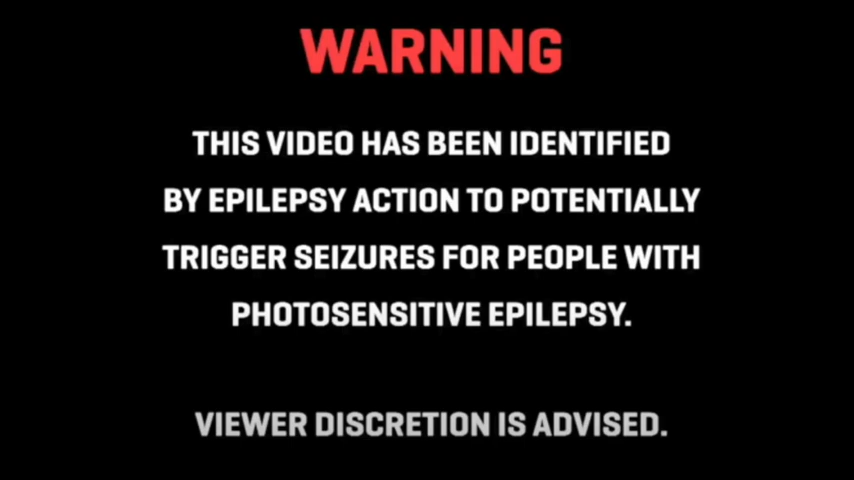 WARNING
THIS VIDEO HAS BEEN IDENTIFIED
BY EPILEPSY ACTION TO POTENTIALLY
TRIGGER SEIZURES FOR PEOPLE WITH
PHOTOSENSITIVE EPILEPSY.
VIEWER DISCRETION IS ADVISED.